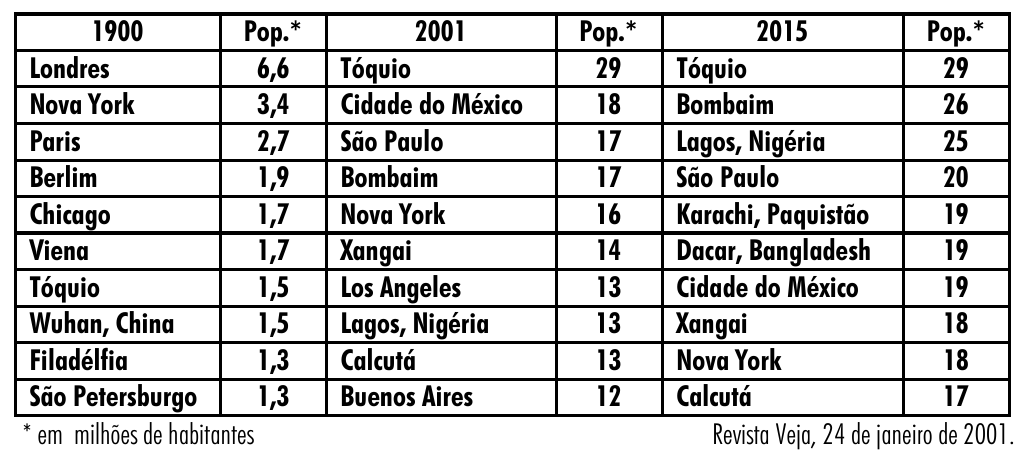 1900 Pop.* 2001 Pop.* 2015 Pop.*
Londres 6,6 Tóquio 29 Tóquio 29
Nova York 3,4 Cidade do México 18 Bombaim 26
Paris 2,7 São Paulo 17 Lagos, Nigéria 25
Berlim 1,9 Bombaim 17 São Paulo 20
Chicago 1,7 Nova York 16 Karachi, Paquistão 19
Viena 1,7 Xangai 14 Dacar, Bangladesh 19
Tóquio 1,5 Los Angeles 13 Cidade do México 19
Wuhan, China 1,5 Lagos, Nigéria 13 Xangai 18
Filadélfia 1,3 Calcutá 13 Nova York 18
São Petersburgo 1,3 Buenos Aires 12 Calcutá 17
* em milhões de habitantes Revista Veja, 24 de janeiro de 2001.